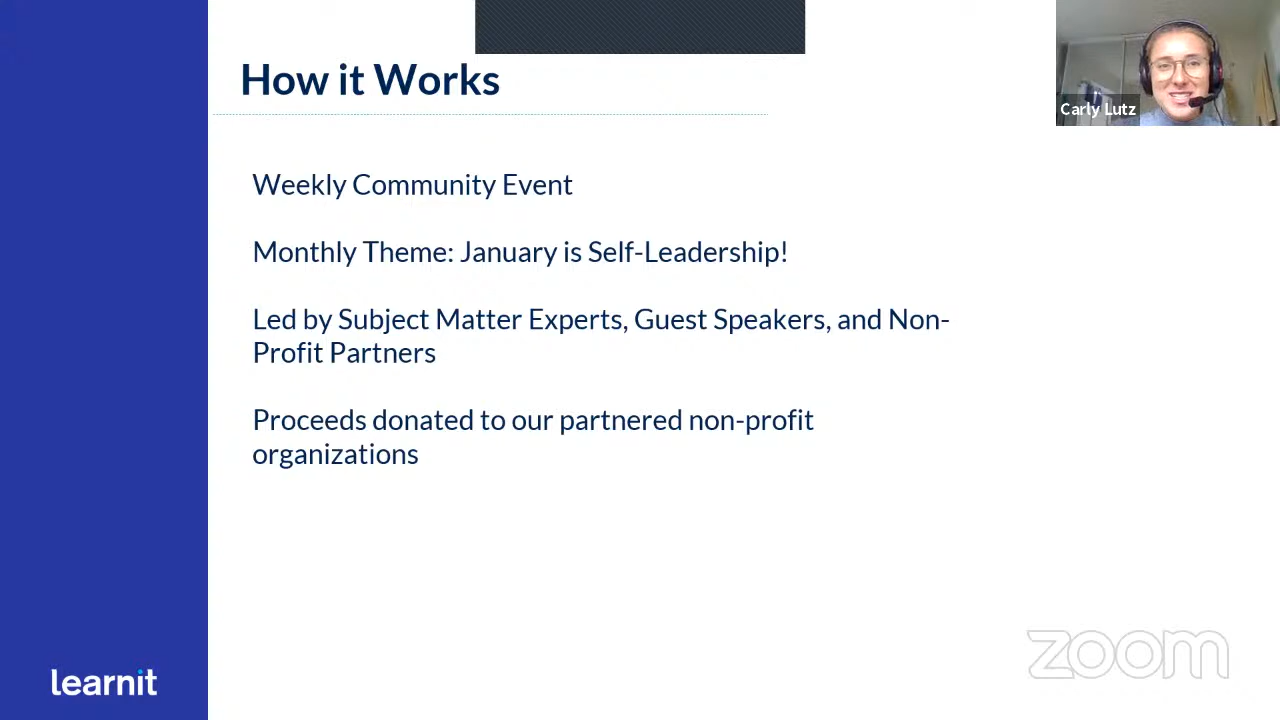 How it Works
Carly Lutz
Weekly Community Event
Monthly Theme: January is Self-Leadership!
Led by Subject Matter Experts, Guest Speakers, and Non-
Profit Partners
Proceeds donated to our partnered non-profit
organizations
zoom
learnit